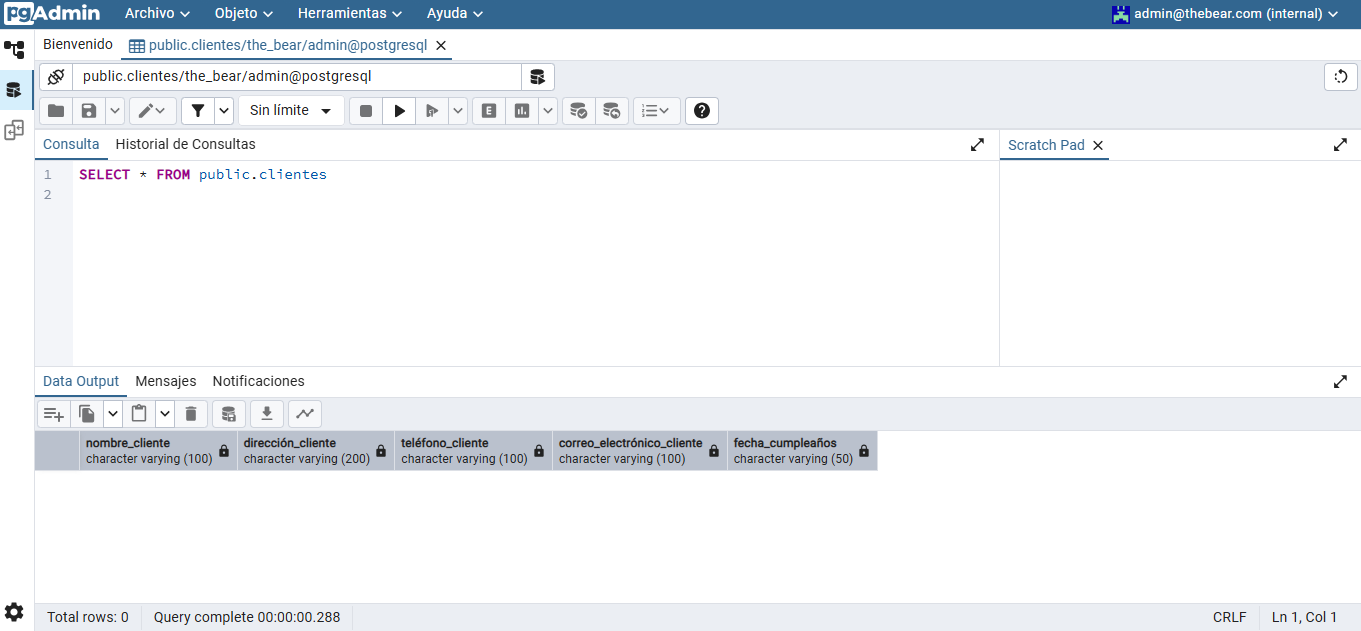 pgAdmin Archivo Objeto Herramientas Ayuda admin@thebear.com (internal)
Bienvenido public.clientes/the_bear/admin@postgresql
public.clientes/the_bear/admin@postgresql
Sin límite E
Consulta Historial de Consultas Scratch Pad
1 SELECT * FROM public.clientes
2
Data Output Mensajes Notificaciones
nombre_cliente dirección_cliente teléfono_cliente correo_electrónico_cliente fecha_cumpleaños
character varying (100) character varying (200) character varying (100) character varying (100) character varying (50)
Total rows: 0 Query complete 00:00:00.288 CRLF Ln 1, Col 1